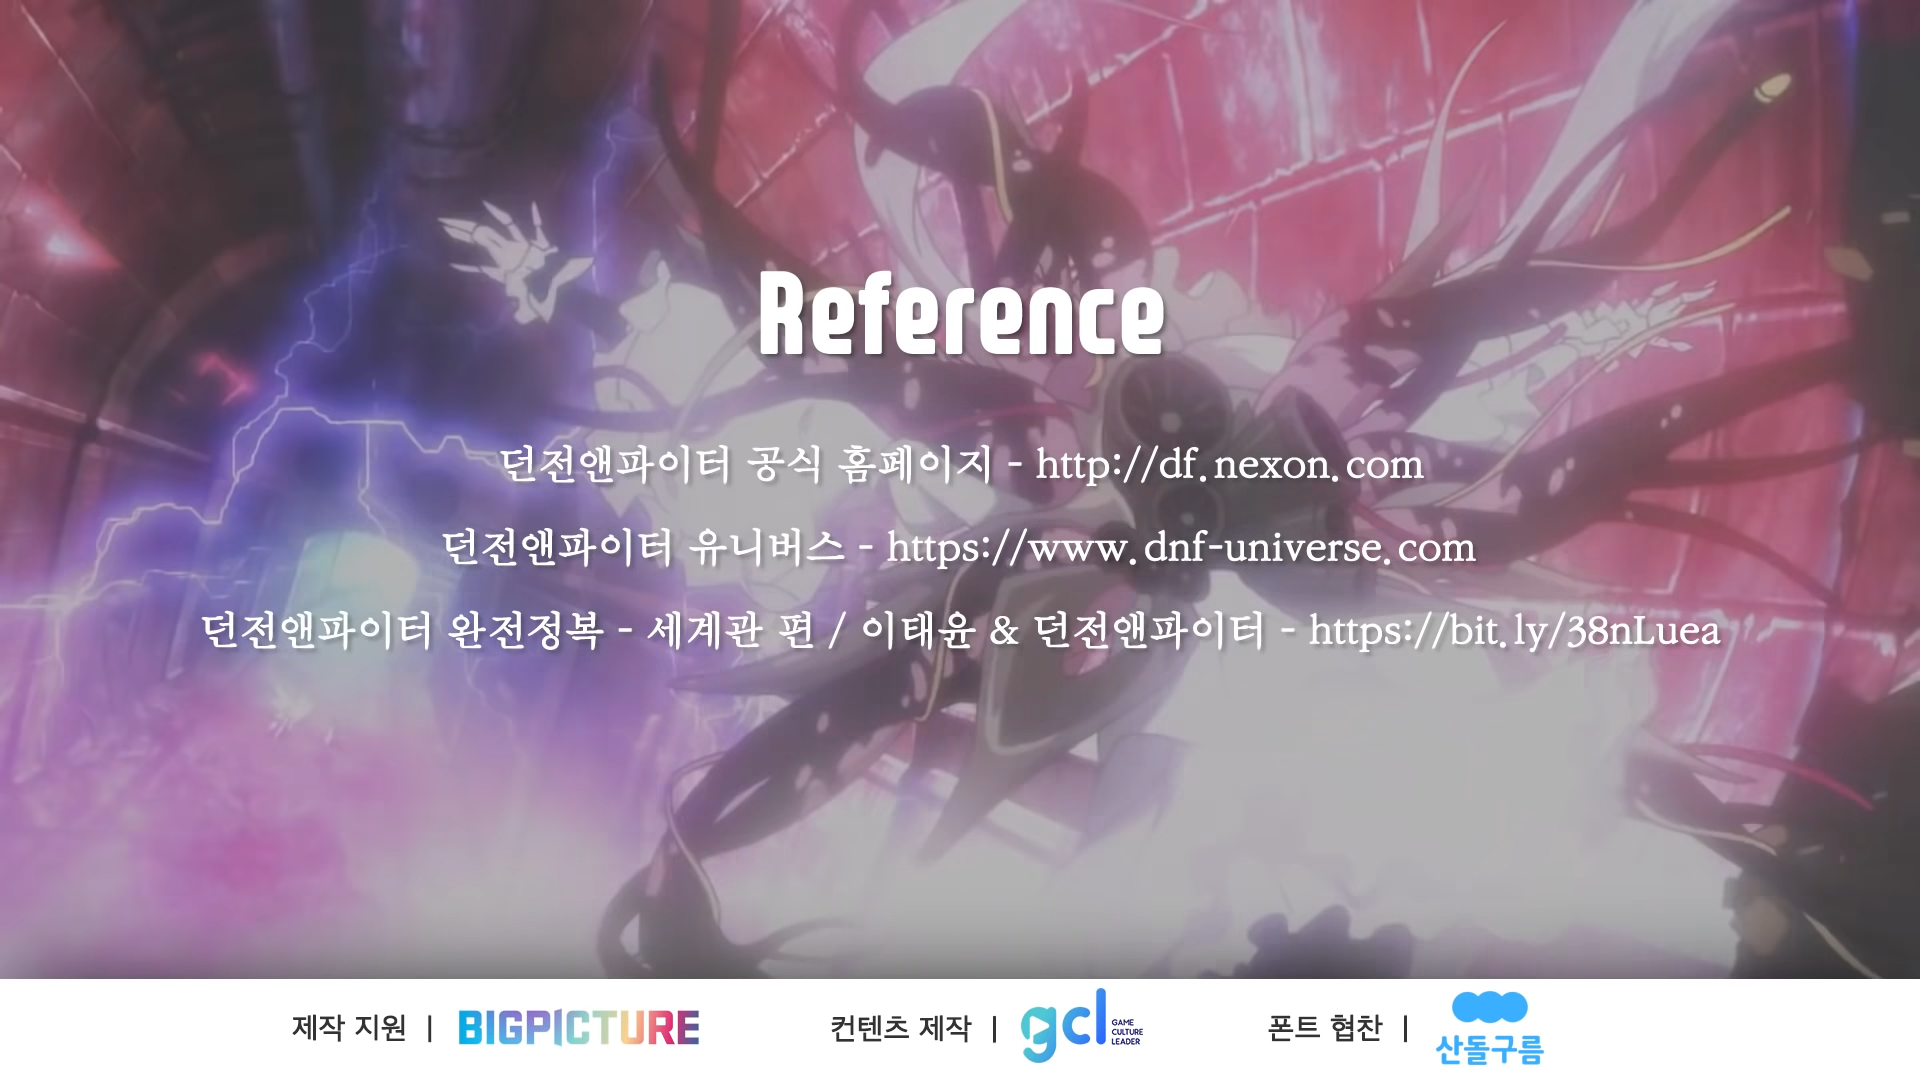 Reference
던전앤파이터 공식 홈페이지 - http://df.nexon.com
던전앤파이터 유니버스 - https://www.dnf-universe.com
던전앤파이터 완전정복 - 세계관 편 / 이태윤 & 던전앤파이터 - https://bit.ly/38nLuea
제작 지원 | BIGPICTURE
컨텐츠 제작 | gcl GAME CULTURE LEADER
폰트 협찬 | 산돌구름